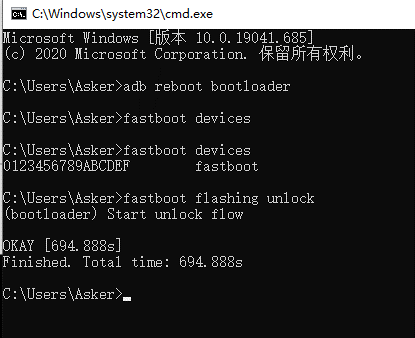 C:\Windows\system32\cmd.exe
Microsoft Windows [版本 10.0.19041.685]
(c) 2020 Microsoft Corporation. 保留所有权利。
C:\Users\Asker>adb reboot bootloader
C:\Users\Asker>fastboot devices
C:\Users\Asker>fastboot devices
0123456789ABCDEF fastboot
C:\Users\Asker>fastboot flashing unlock
(bootloader) Start unlock flow
OKAY [694.888s]
Finished. Total time: 694.888s
C:\Users\Asker>